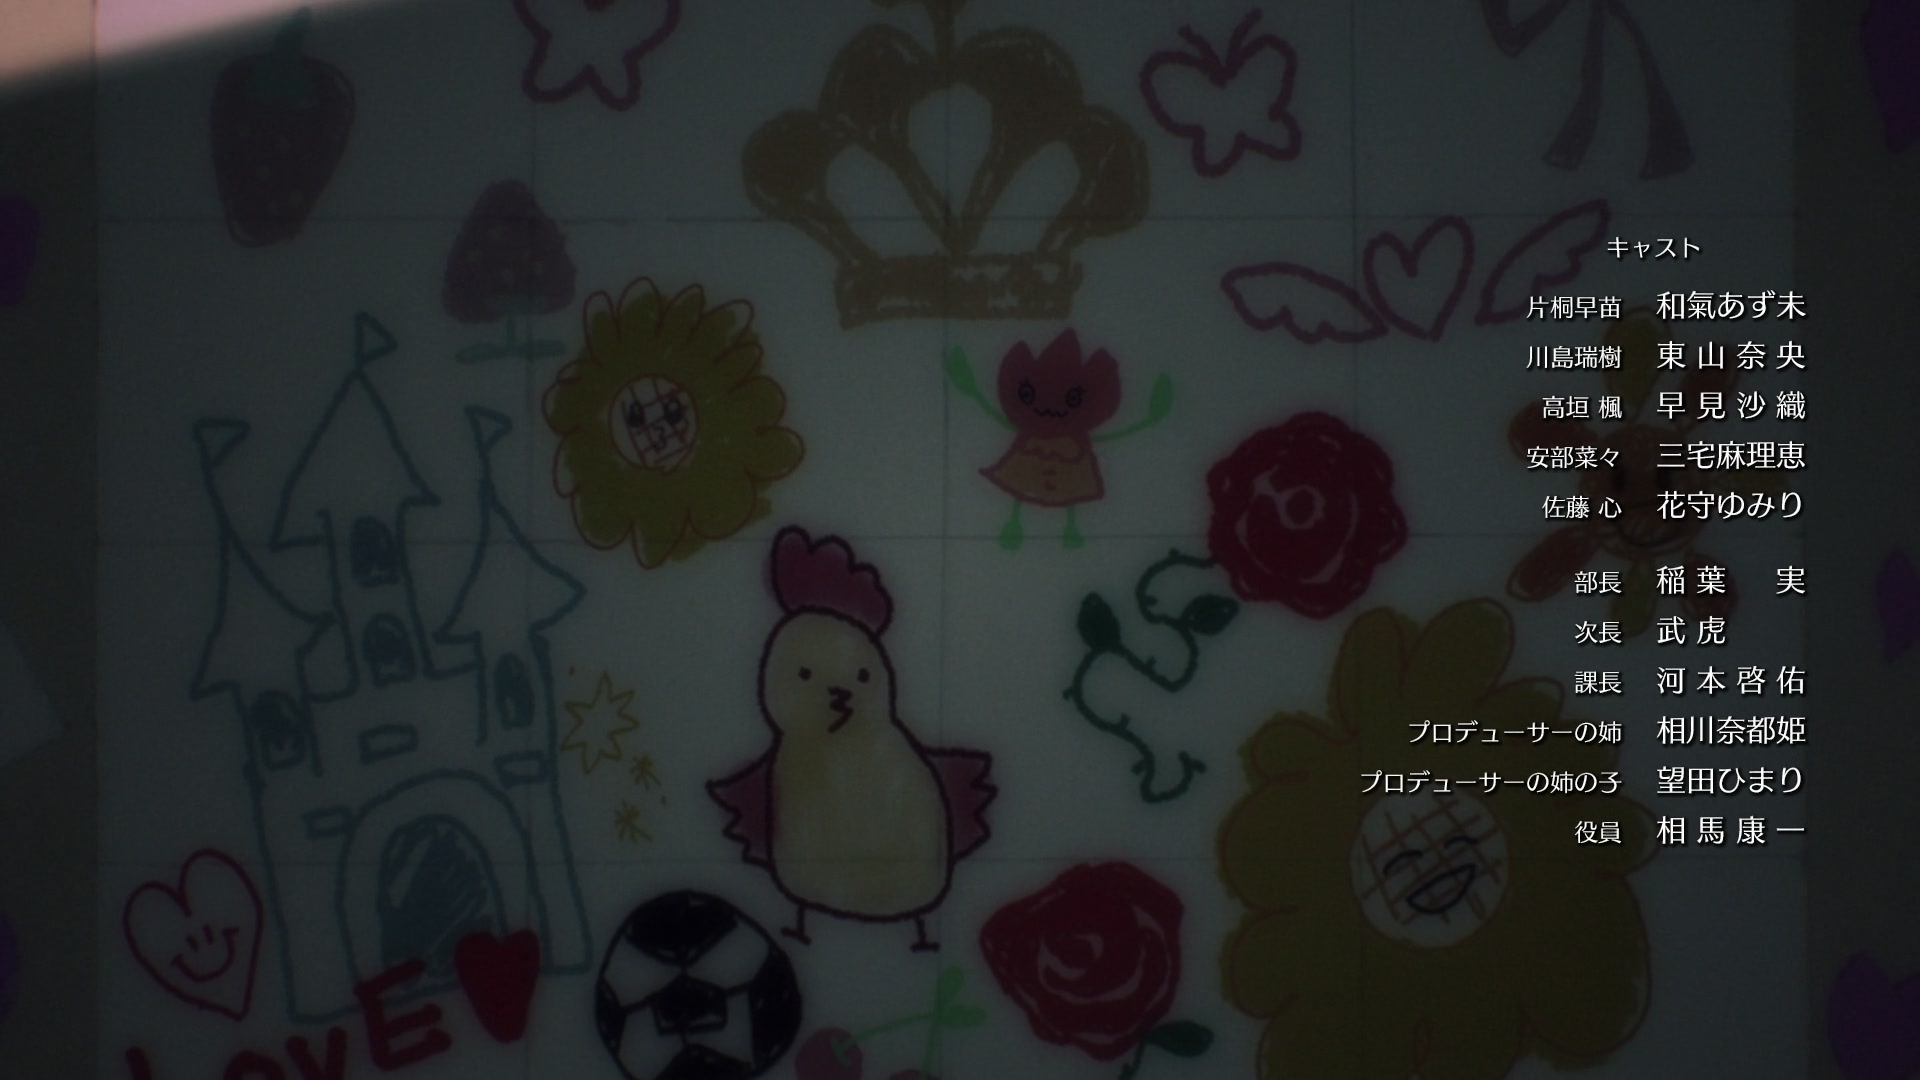 キャスト
片桐早苗 和氣あず未
川島瑞樹 東山奈央
高垣 楓 早見沙織
安部菜々 三宅麻理恵
佐藤 心 花守ゆみり
部長 稲葉 実
次長 武虎
課長 河本啓佑
プロデューサーの姉 相川奈都姫
プロデューサーの姉の子 望田ひまり
役員 相馬康一
LOVE